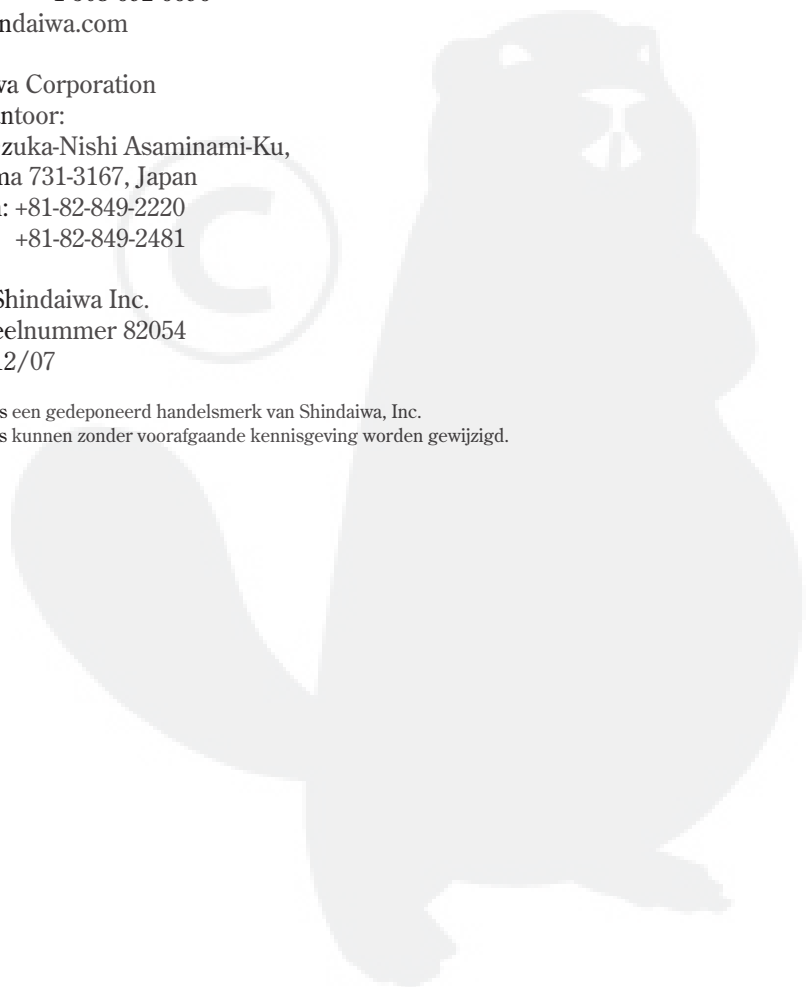 ndaiwa.com
va Corporation
ntoor:
zuka-Nishi Asaminami-Ku,
na 731-3167, Japan
: +81-82-849-2220
+81-82-849-2481
Shindaiwa Inc.
eelnummer 82054
12/07
s een gedeponeerd handelsmerk van Shindaiwa, Inc.
s kunnen zonder voorafgaande kennisgeving worden gewijzigd.
©